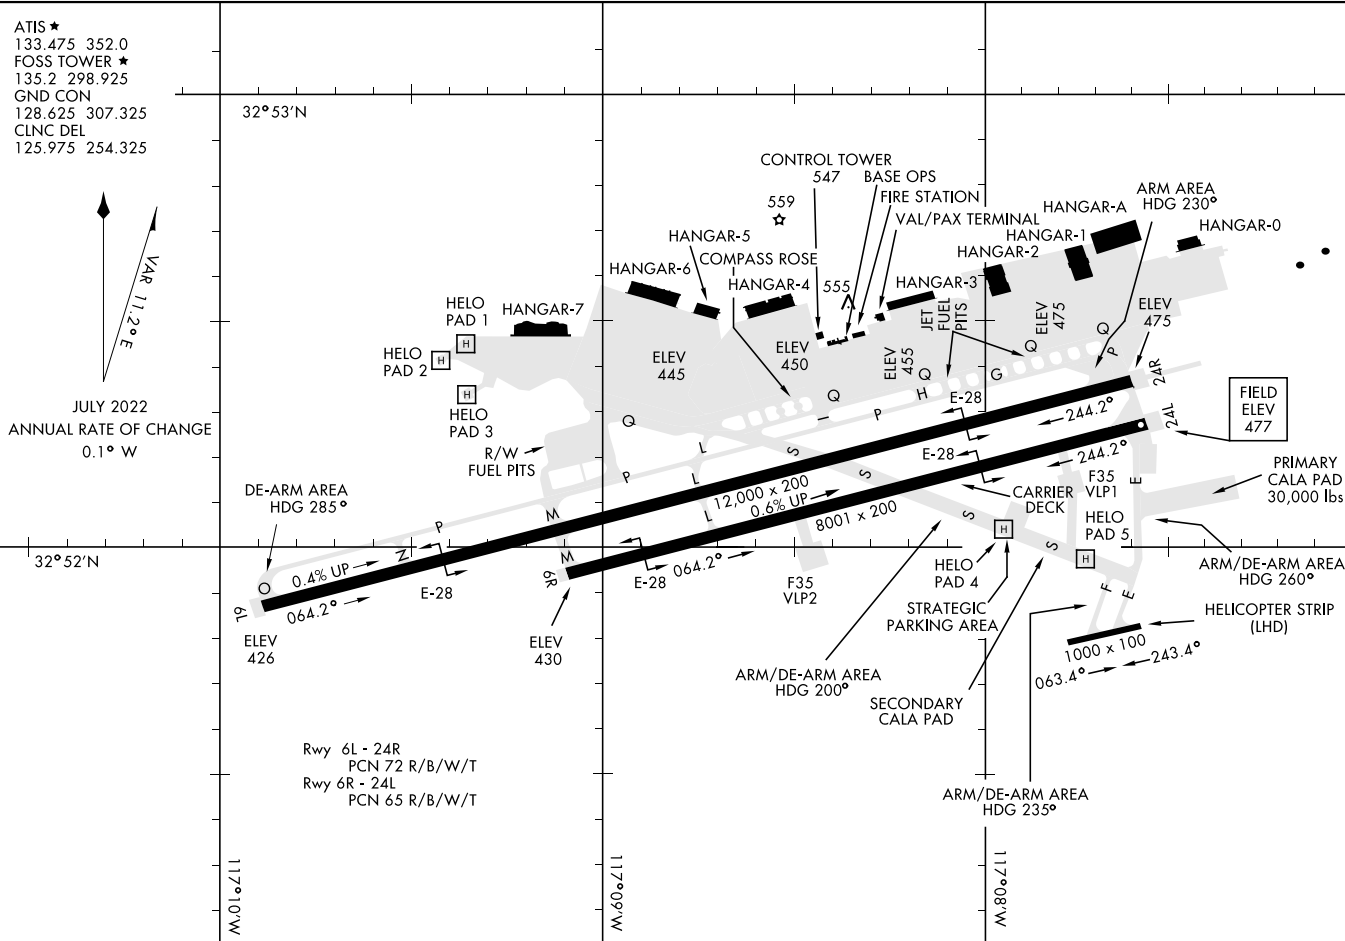 ATIS ★
133.475 352.0
FOSS TOWER ★
135.2 298.925
GND CON
128.625 307.325
CLNC DEL
125.975 254.325
32°53'N
VAR 11.2° E
JULY 2022
ANNUAL RATE OF CHANGE
0.1° W
CONTROL TOWER
547
BASE OPS
FIRE STATION
VAL/PAX TERMINAL
559
HANGAR-5
COMPASS ROSE
HANGAR-6
HANGAR-4
555
HANGAR-3
HANGAR-2
HANGAR-1
HANGAR-A
ARM AREA
HDG 230°
HANGAR-0
HELO
PAD 1
HANGAR-7
H
HELO
PAD 2
H
H
HELO
PAD 3
R/W
FUEL PITS
ELEV
445
ELEV
450
ELEV
455
JET
FUEL
PITS
ELEV
475
ELEV
475
Q
Q
Q
Q
Q
P
G
H
P
I
L
S
P
L
L
S
M
M
P
N
O
S
S
E
F
E
E-28
244.2°
24R
24L
E-28
244.2°
FIELD
ELEV
477
12,000 x 200
0.6% UP
8001 x 200
CARRIER
DECK
F35
VLP1
PRIMARY
CALA PAD
30,000 lbs
DE-ARM AREA
HDG 285°
32°52'N
0.4% UP
064.2°
6L
ELEV
426
E-28
6R
ELEV
430
E-28
064.2°
F35
VLP2
H
HELO
PAD 4
HELO
PAD 5
H
STRATEGIC
PARKING AREA
ARM/DE-ARM AREA
HDG 260°
HELICOPTER STRIP
(LHD)
1000 x 100
063.4°
243.4°
ARM/DE-ARM AREA
HDG 200°
SECONDARY
CALA PAD
ARM/DE-ARM AREA
HDG 235°
Rwy 6L - 24R
PCN 72 R/B/W/T
Rwy 6R - 24L
PCN 65 R/B/W/T
117°10'W
117°09'W
117°08'W